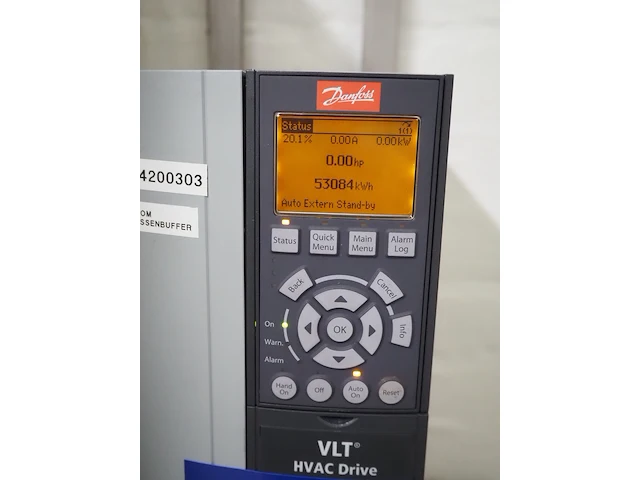 Danfoss
Status
1(1)
20.1% 0.00A 0.00kW
0.00hp
53084kWh
Auto Extern Stand-by
4200303
OM
SSENBUFFER
Status
Quick Menu
Main Menu
Alarm Log
Back
Cancel
Info
OK
On
Warn.
Alarm
Hand On
Off
Auto On
Reset
VLT®
HVAC Drive